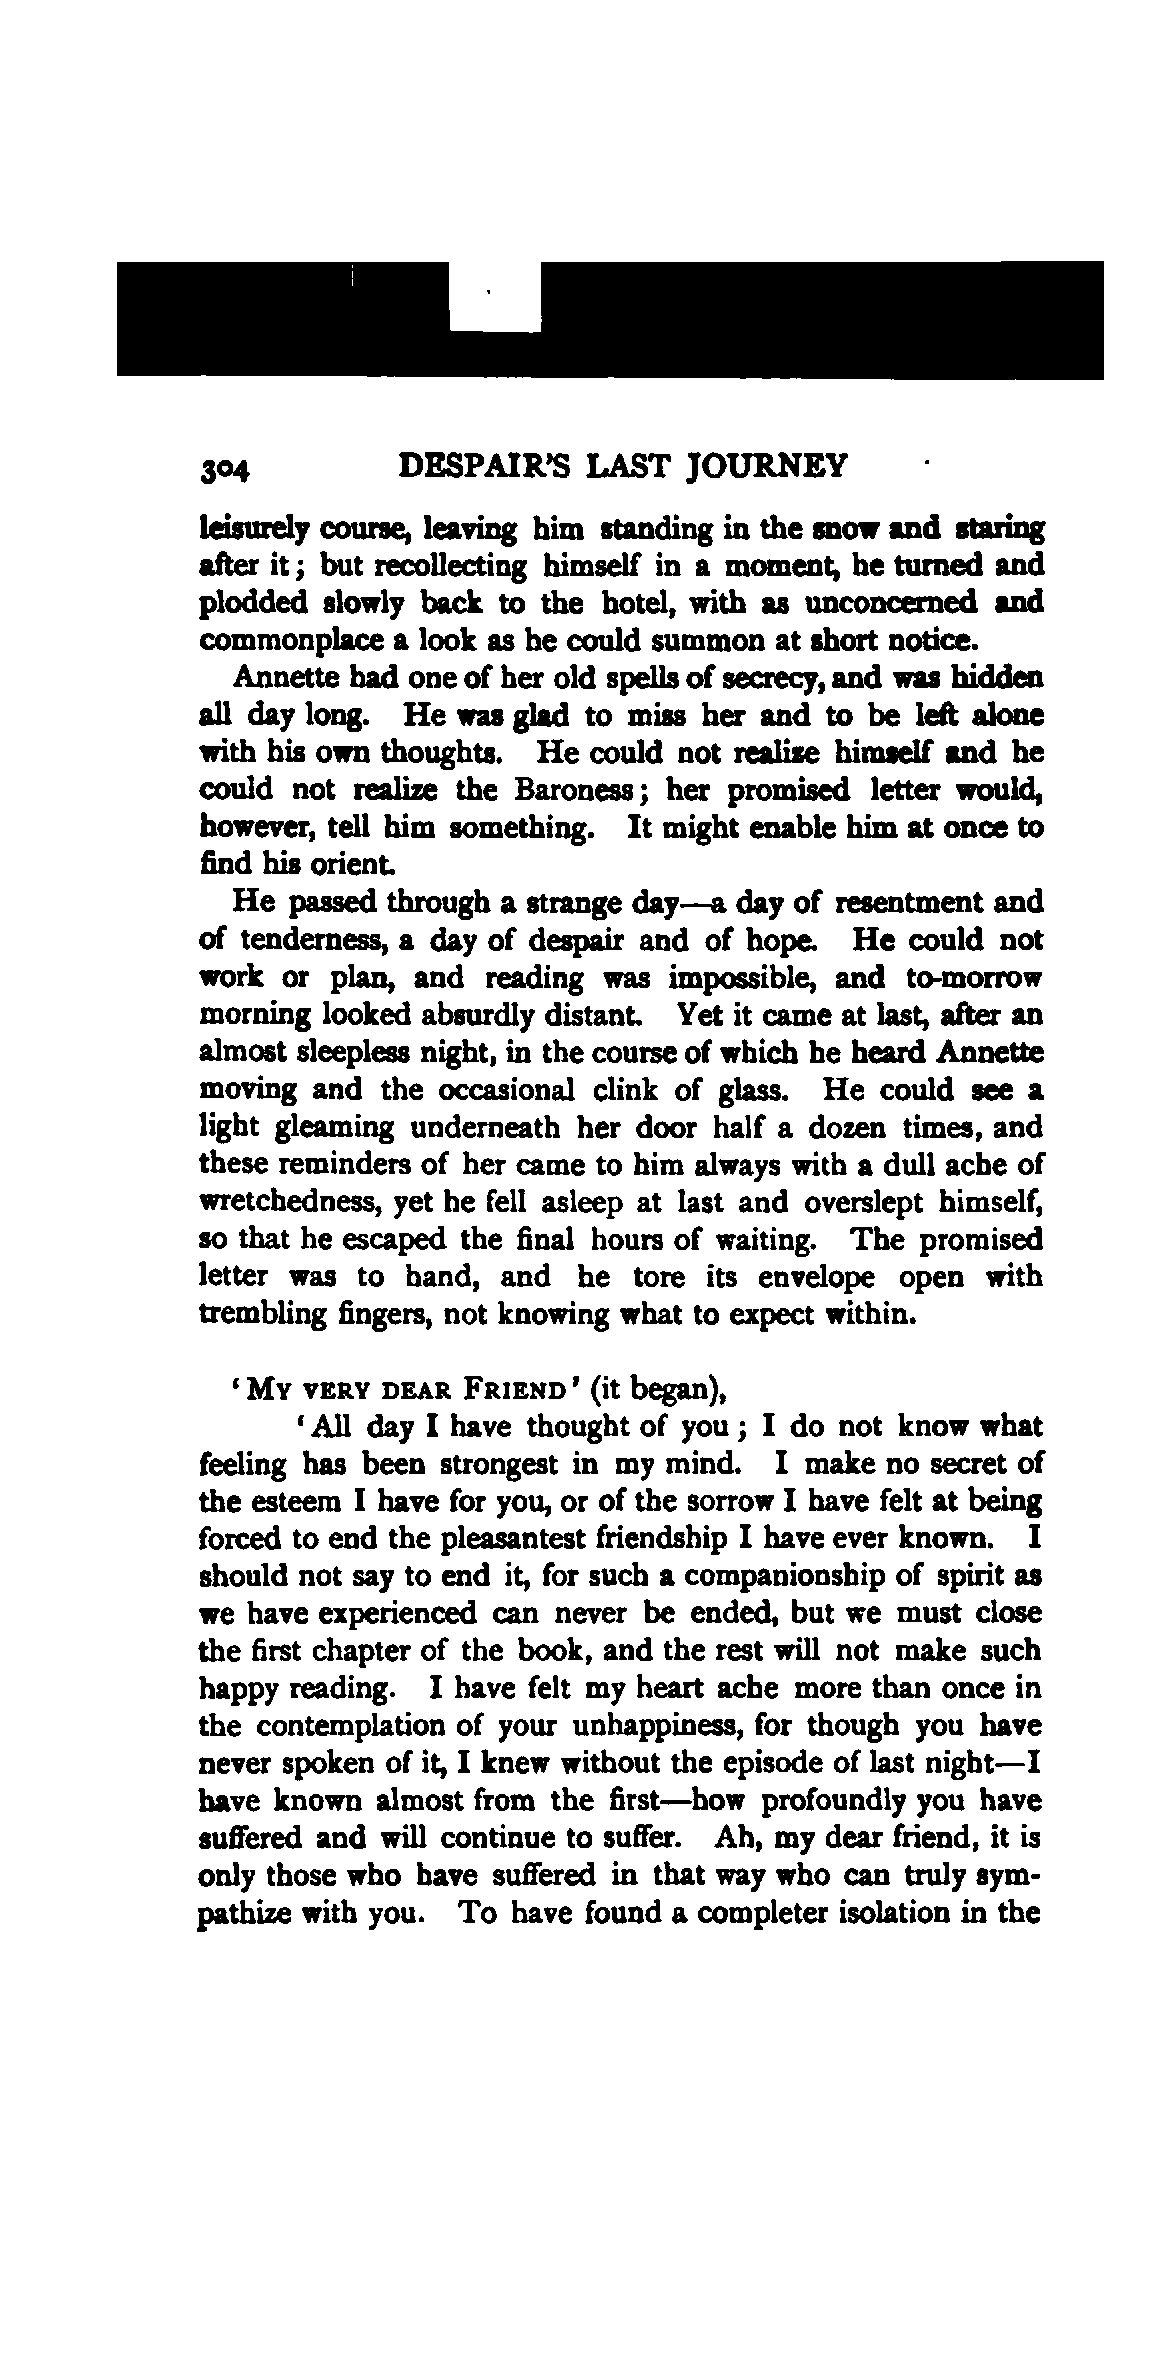 304 DESPAIR'S LAST JOURNEY
leisurely course, leaving him standing in the snow and staring
after it; but recollecting himself in a moment, he turned and
plodded slowly back to the hotel, with as unconcerned and
commonplace a look as he could summon at short notice.
Annette had one of her old spells of secrecy, and was hidden
all day long. He was glad to miss her and to be left alone
with his own thoughts. He could not realize himself and he
could not realize the Baroness; her promised letter would,
however, tell him something. It might enable him at once to
find his orient.
He passed through a strange day—a day of resentment and
of tenderness, a day of despair and of hope. He could not
work or plan, and reading was impossible, and to-morrow
morning looked absurdly distant. Yet it came at last, after an
almost sleepless night, in the course of which he heard Annette
moving and the occasional clink of glass. He could see a
light gleaming underneath her door half a dozen times, and
these reminders of her came to him always with a dull ache of
wretchedness, yet he fell asleep at last and overslept himself,
so that he escaped the final hours of waiting. The promised
letter was to hand, and he tore its envelope open with
trembling fingers, not knowing what to expect within.
'MY VERY DEAR FRIEND' (it began),
'All day I have thought of you; I do not know what
feeling has been strongest in my mind. I make no secret of
the esteem I have for you, or of the sorrow I have felt at being
forced to end the pleasantest friendship I have ever known. I
should not say to end it, for such a companionship of spirit as
we have experienced can never be ended, but we must close
the first chapter of the book, and the rest will not make such
happy reading. I have felt my heart ache more than once in
the contemplation of your unhappiness, for though you have
never spoken of it, I knew without the episode of last night—I
have known almost from the first—how profoundly you have
suffered and will continue to suffer. Ah, my dear friend, it is
only those who have suffered in that way who can truly sym-
pathize with you. To have found a completer isolation in the